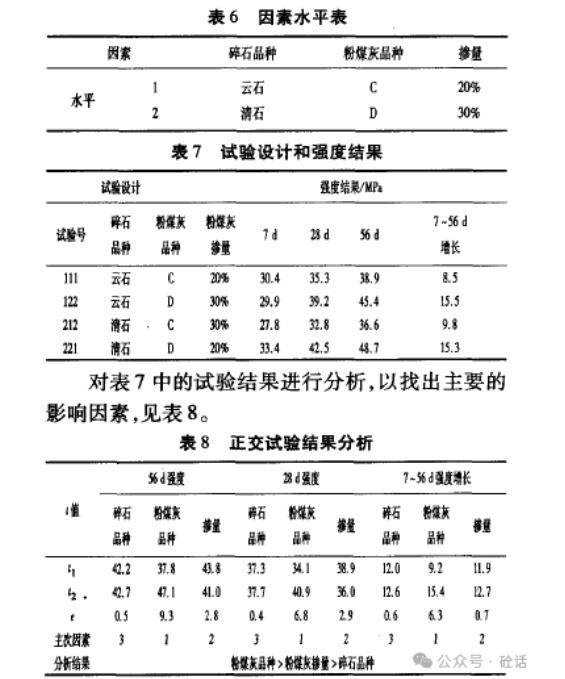 表6 因素水平表
因素 碎石品种 粉煤灰品种 掺量
水平 1 云石 C 20%
2 清石 D 30%
表7 试验设计和强度结果
试验设计 强度结果/MPa
试验号 碎石品种 粉煤灰品种 粉煤灰掺量 7 d 28 d 56 d 7~56 d增长
111 云石 C 20% 30.4 35.3 38.9 8.5
122 云石 D 30% 29.9 39.2 45.4 15.5
212 清石 C 30% 27.8 32.8 36.6 9.8
221 清石 D 20% 33.4 42.5 48.7 15.3
对表7中的试验结果进行分析,以找出主要的
影响因素,见表8。
表8 正交试验结果分析
56 d强度 28 d强度 7~56 d强度增长
t值 碎石品种 粉煤灰品种 掺量 碎石品种 粉煤灰品种 掺量 碎石品种 粉煤灰品种 掺量
t1 42.2 37.8 43.8 37.3 34.1 38.9 12.0 9.2 11.9
t2 42.7 47.1 41.0 37.7 40.9 36.0 12.6 15.4 12.7
e 0.5 9.3 2.8 0.4 6.8 2.9 0.6 6.3 0.7
主次因素 3 1 2 3 1 2 3 1 2
分析结果 粉煤灰品种>粉煤灰掺量>碎石品种
公众号·砼话